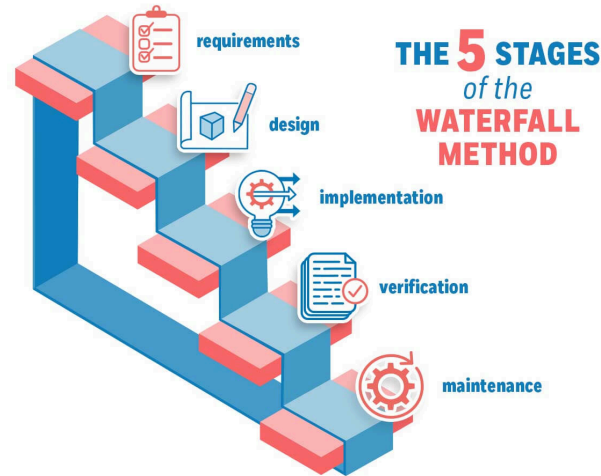 THE 5 STAGES
of the
WATERFALL
METHOD
requirements
design
implementation
verification
maintenance